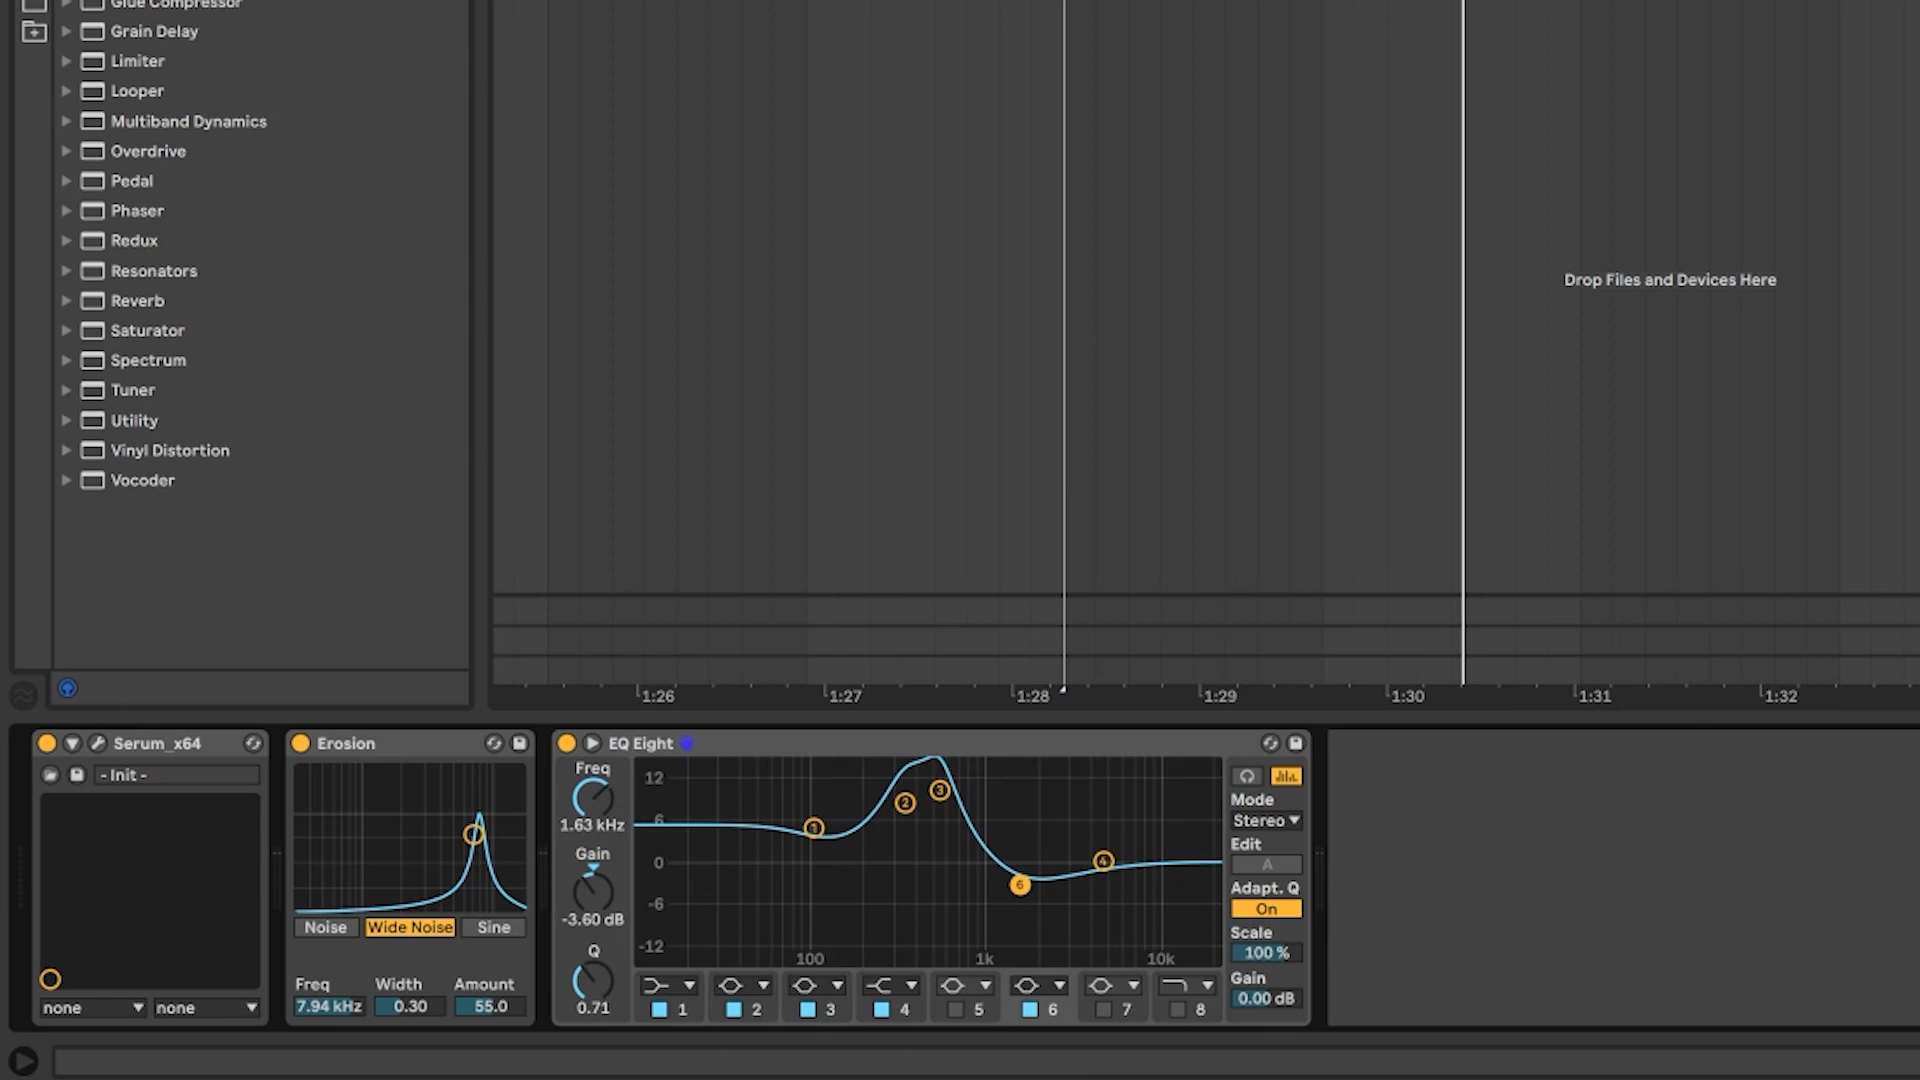 Glue Compressor
Grain Delay
Limiter
Looper
Multiband Dynamics
Overdrive
Pedal
Phaser
Redux
Resonators
Reverb
Saturator
Spectrum
Tuner
Utility
Vinyl Distortion
Vocoder
Drop Files and Devices Here
1:26 1:27 1:28 1:29 1:30 1:31 1:32
Serum_x64
- Init -
none none
Erosion
Noise Wide Noise Sine
Freq Width Amount
7.94 kHz 0.30 55.0
EQ Eight
Freq
1.63 kHz
Gain
-3.60 dB
Q
0.71
12
6
0
-6
-12
1 2 3 4 6
100 1k 10k
1 2 3 4 5 6 7 8
Mode
Stereo
Edit
A
Adapt. Q
On
Scale
100 %
Gain
0.00 dB